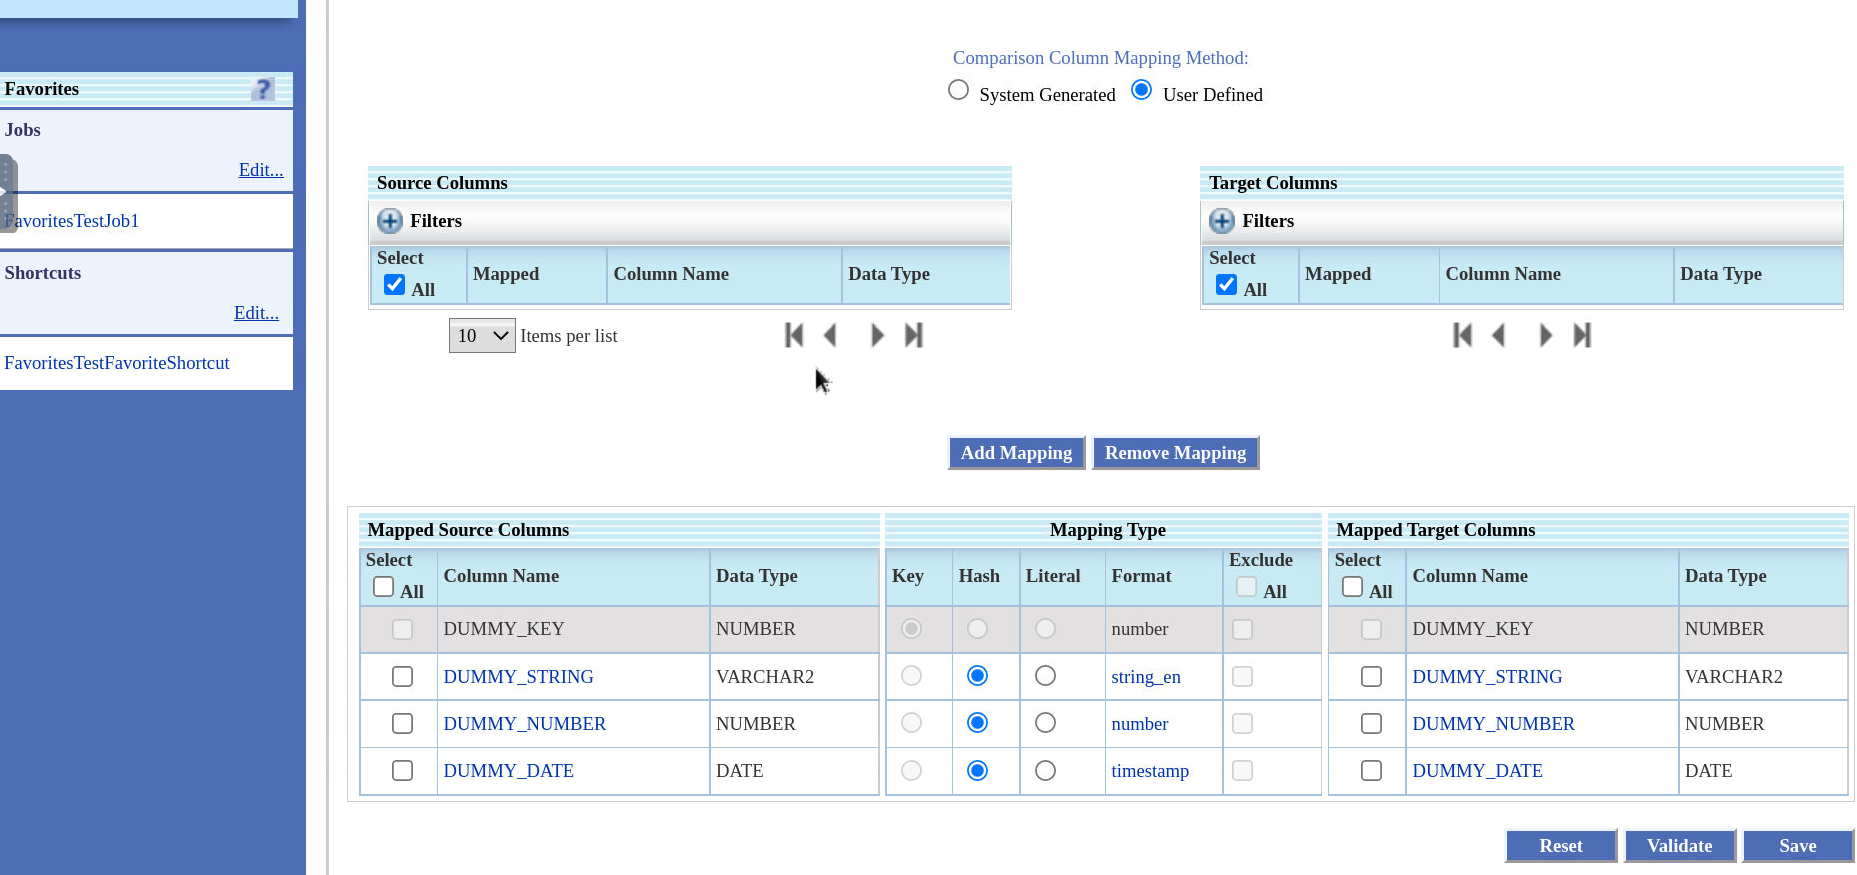 Favorites ?
Jobs
Edit...
FavoritesTestJob1
Shortcuts
Edit...
FavoritesTestFavoriteShortcut
Comparison Column Mapping Method:
System Generated User Defined
Source Columns
Filters
Select All Mapped Column Name Data Type
10 Items per list
Target Columns
Filters
Select All Mapped Column Name Data Type
Add Mapping Remove Mapping
Mapped Source Columns Mapping Type Mapped Target Columns
Select All Column Name Data Type Key Hash Literal Format Exclude All Select All Column Name Data Type
DUMMY_KEY NUMBER number DUMMY_KEY NUMBER
DUMMY_STRING VARCHAR2 string_en DUMMY_STRING VARCHAR2
DUMMY_NUMBER NUMBER number DUMMY_NUMBER NUMBER
DUMMY_DATE DATE timestamp DUMMY_DATE DATE
Reset Validate Save